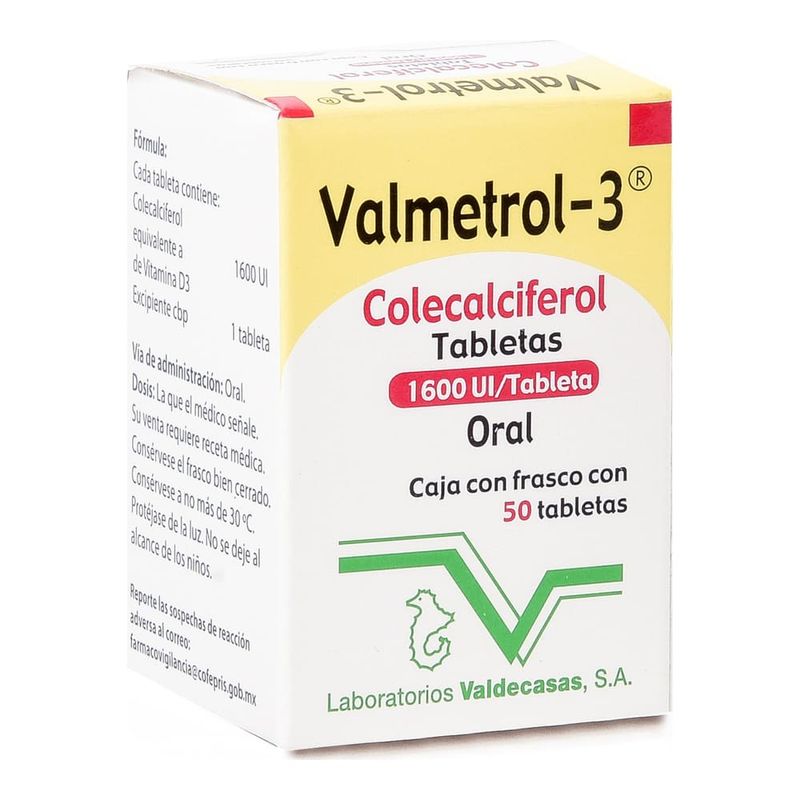 Colecalciferol
Tabletas
Oral
Valmetrol-3®
Valmetrol-3®
Colecalciferol
Tabletas
1600 UI/Tableta
Oral
Caja con frasco con
50 tabletas
Laboratorios Valdecasas, S.A.
Fórmula:
Cada tableta contiene:
Colecalciferol
equivalente a
de Vitamina D3 1600 UI
Excipiente cbp 1 tableta
Vía de administración: Oral.
Dosis: La que el médico señale.
Su venta requiere receta médica.
Consérvese el frasco bien cerrado.
Consérvese a no más de 30 ºC.
Protéjase de la luz. No se deje al
alcance de los niños.
Reporte las sospechas de reacción
adversa al correo:
farmacovigilancia@cofepris.gob.mx